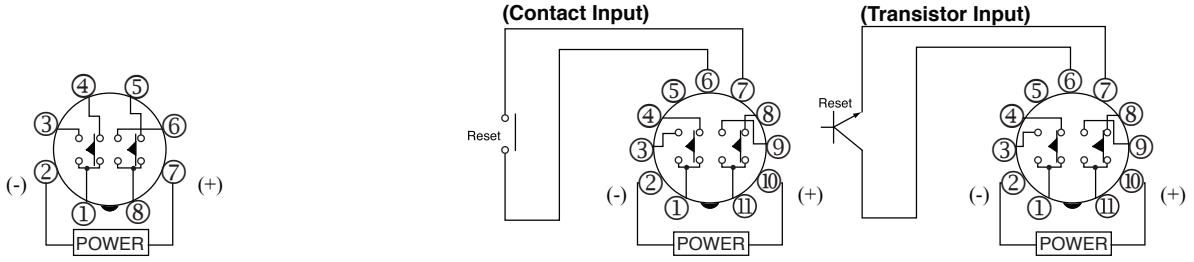 (Contact Input)
(Transistor Input)
④ ⑤
③ ⑥
② ⑦
(-) (+)
① ⑧
POWER
Reset
⑥
⑤ ⑦
④ ⑧
③ ⑨
② ⑩
(-) (+)
① ⑪
POWER
Reset
⑥
⑤ ⑦
④ ⑧
③ ⑨
② ⑩
(-) (+)
① ⑪
POWER